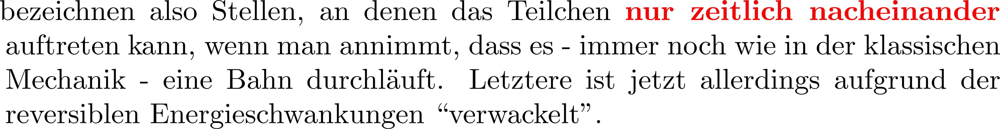 bezeichnen also Stellen, an denen das Teilchen nur zeitlich nacheinander
auftreten kann, wenn man annimmt, dass es - immer noch wie in der klassischen
Mechanik - eine Bahn durchläuft. Letztere ist jetzt allerdings aufgrund der
reversiblen Energieschwankungen “verwackelt”.